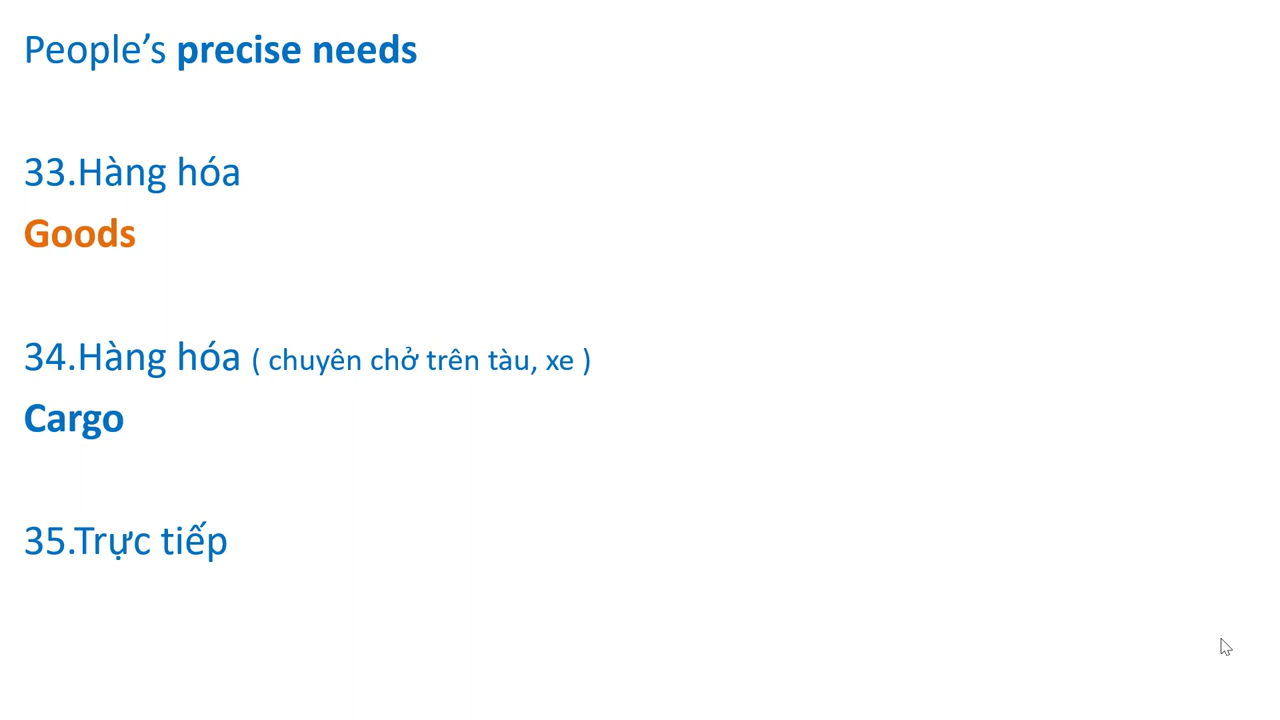 People’s precise needs
33.Hàng hóa
Goods
34.Hàng hóa ( chuyên chở trên tàu, xe )
Cargo
35.Trực tiếp